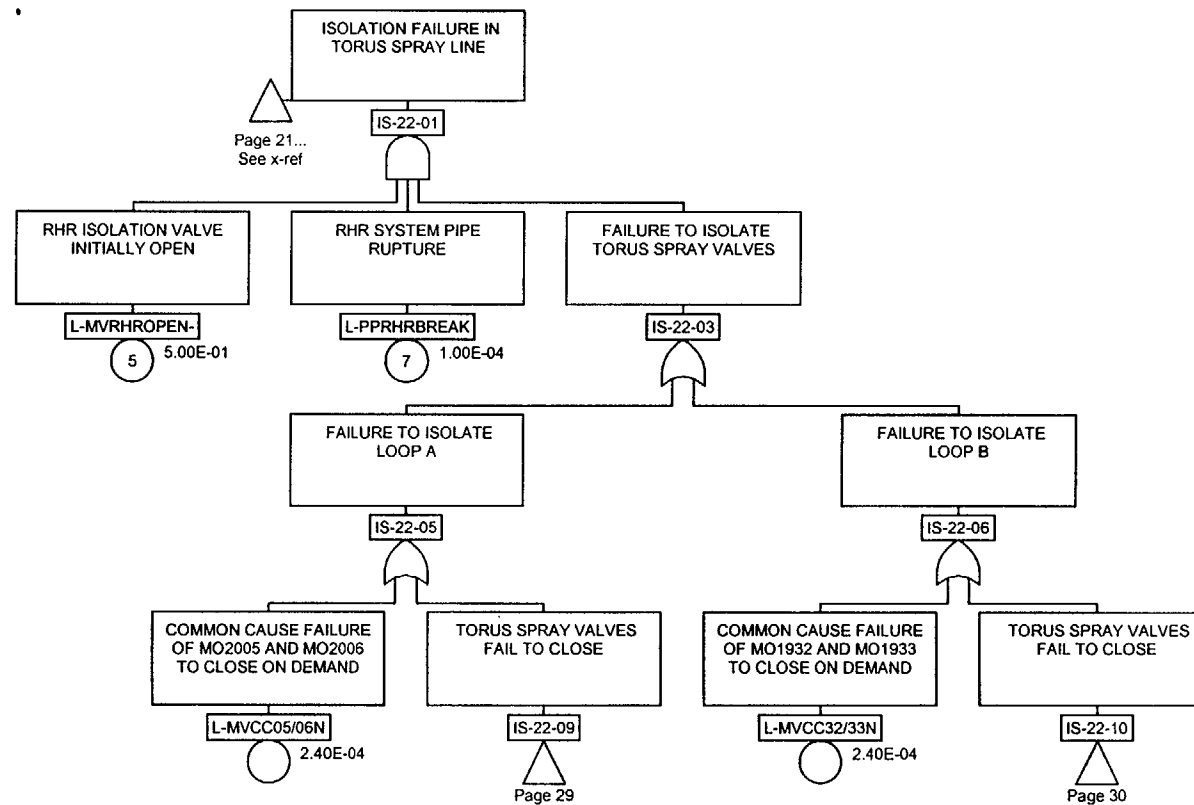 ISOLATION FAILURE IN
TORUS SPRAY LINE
IS-22-01
Page 21...
See x-ref
RHR ISOLATION VALVE
INITIALLY OPEN
L-MVRHROPEN-
5
5.00E-01
RHR SYSTEM PIPE
RUPTURE
L-PPRHRBREAK
7
1.00E-04
FAILURE TO ISOLATE
TORUS SPRAY VALVES
IS-22-03
FAILURE TO ISOLATE
LOOP A
IS-22-05
FAILURE TO ISOLATE
LOOP B
IS-22-06
COMMON CAUSE FAILURE
OF MO2005 AND MO2006
TO CLOSE ON DEMAND
L-MVCC05/06N
2.40E-04
TORUS SPRAY VALVES
FAIL TO CLOSE
IS-22-09
Page 29
COMMON CAUSE FAILURE
OF MO1932 AND MO1933
TO CLOSE ON DEMAND
L-MVCC32/33N
2.40E-04
TORUS SPRAY VALVES
FAIL TO CLOSE
IS-22-10
Page 30